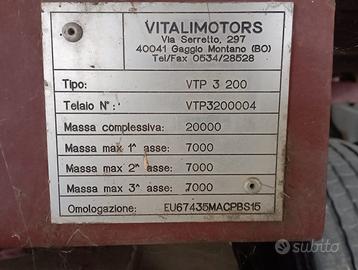 VITALIMOTORS
Via Serretto, 297
40041 Gaggio Montano (BO)
Tel/Fax 0534/28528
Tipo: VTP 3 200
Telaio N°: VTP3200004
Massa complessiva: 20000
Massa max 1^ asse: 7000
Massa max 2^ asse: 7000
Massa max 3^ asse: 7000
Omologazione: EU67435MACPBS15
subito